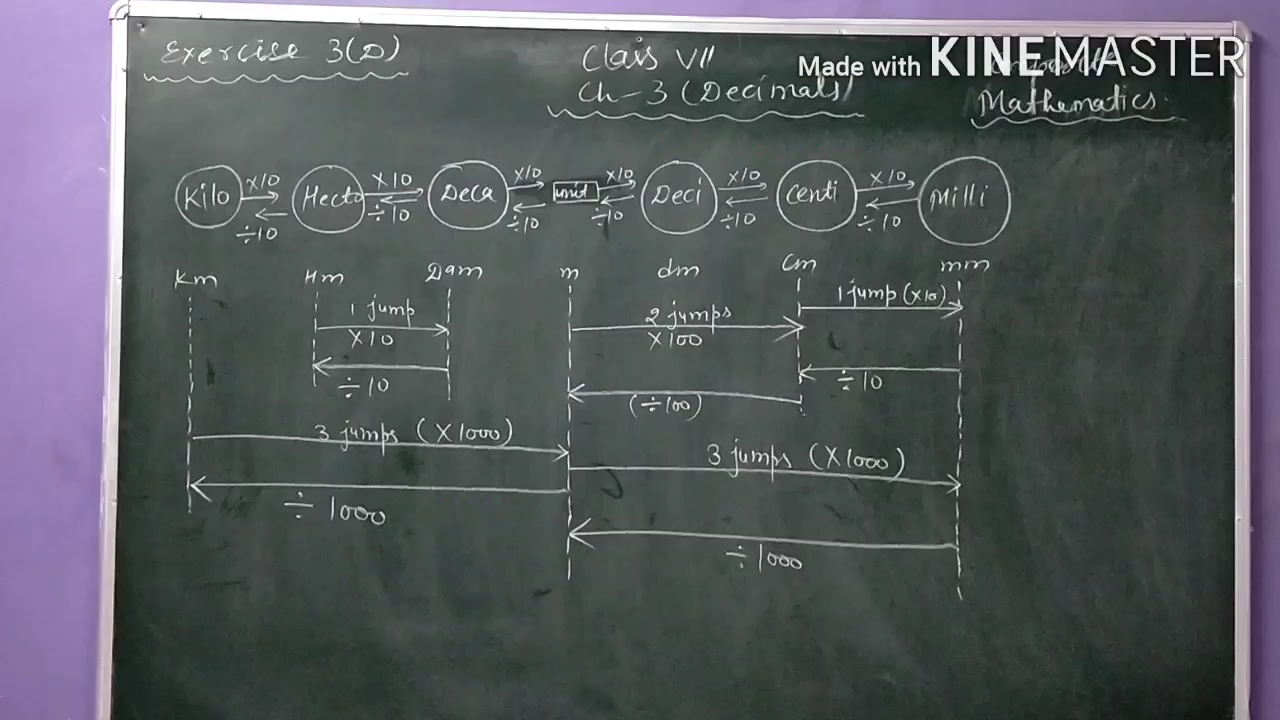 Exercise 3(D)
Class VII
Made with KINEMASTER
Ch-3 (Decimals)
Mathematics
Kilo ×10 Hecto ×10 Deca ×10 unit ×10 Deci ×10 Centi ×10 Milli
÷10 ÷10 ÷10 ÷10 ÷10 ÷10
Km Hm Dam m dm Cm mm
1 jump 2 jumps 1 jump (×10)
×10 ×100
÷10 (÷100) ÷10
3 jumps (×1000) 3 jumps (×1000)
÷1000
÷1000